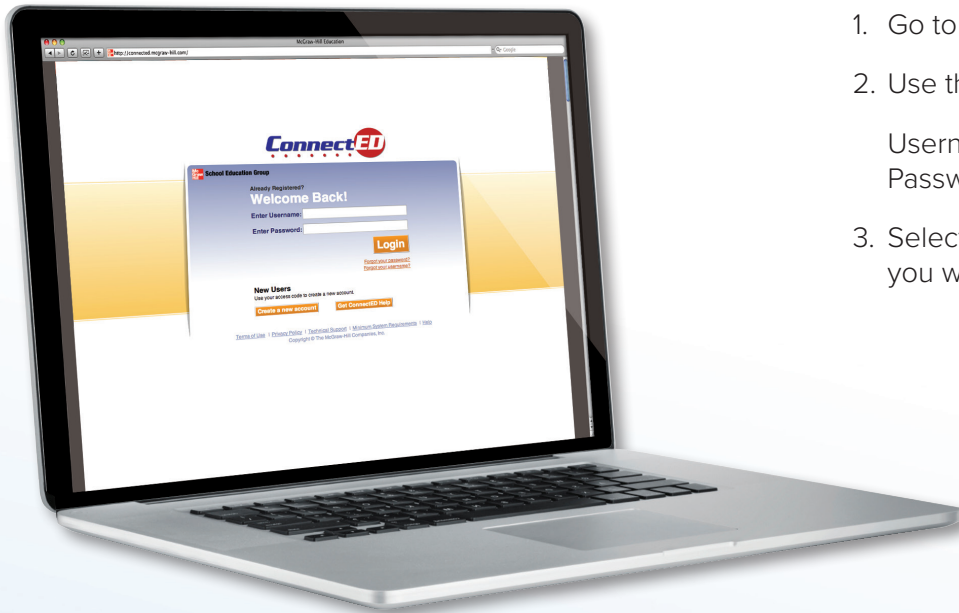 McGraw-Hill Education
http://connected.mcgraw-hill.com/
Google
ConnectED
School Education Group
Already Registered?
Welcome Back!
Enter Username:
Enter Password:
Login
Forgot your password?
Forgot your username?
New Users
Use your access code to create a new account.
Create a new account
Get ConnectED Help
Terms of Use | Privacy Policy | Technical Support | Minimum System Requirements | Help
Copyright © The McGraw-Hill Companies, Inc.
1. Go to
2. Use th
Usern
Passw
3. Selec
you w